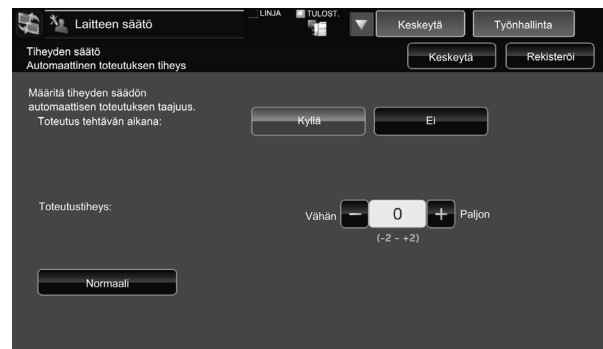 Laitteen säätö
LINJA
TULOST.
Keskeytä
Työnhallinta
Tiheyden säätö
Automaattinen toteutuksen tiheys
Keskeytä
Rekisteröi
Määritä tiheyden säädön
automaattisen toteutuksen taajuus.
Toteutus tehtävän aikana:
Kyllä
Ei
Toteutustiheys:
Vähän
−
0
+
Paljon
(-2 - +2)
Normaali